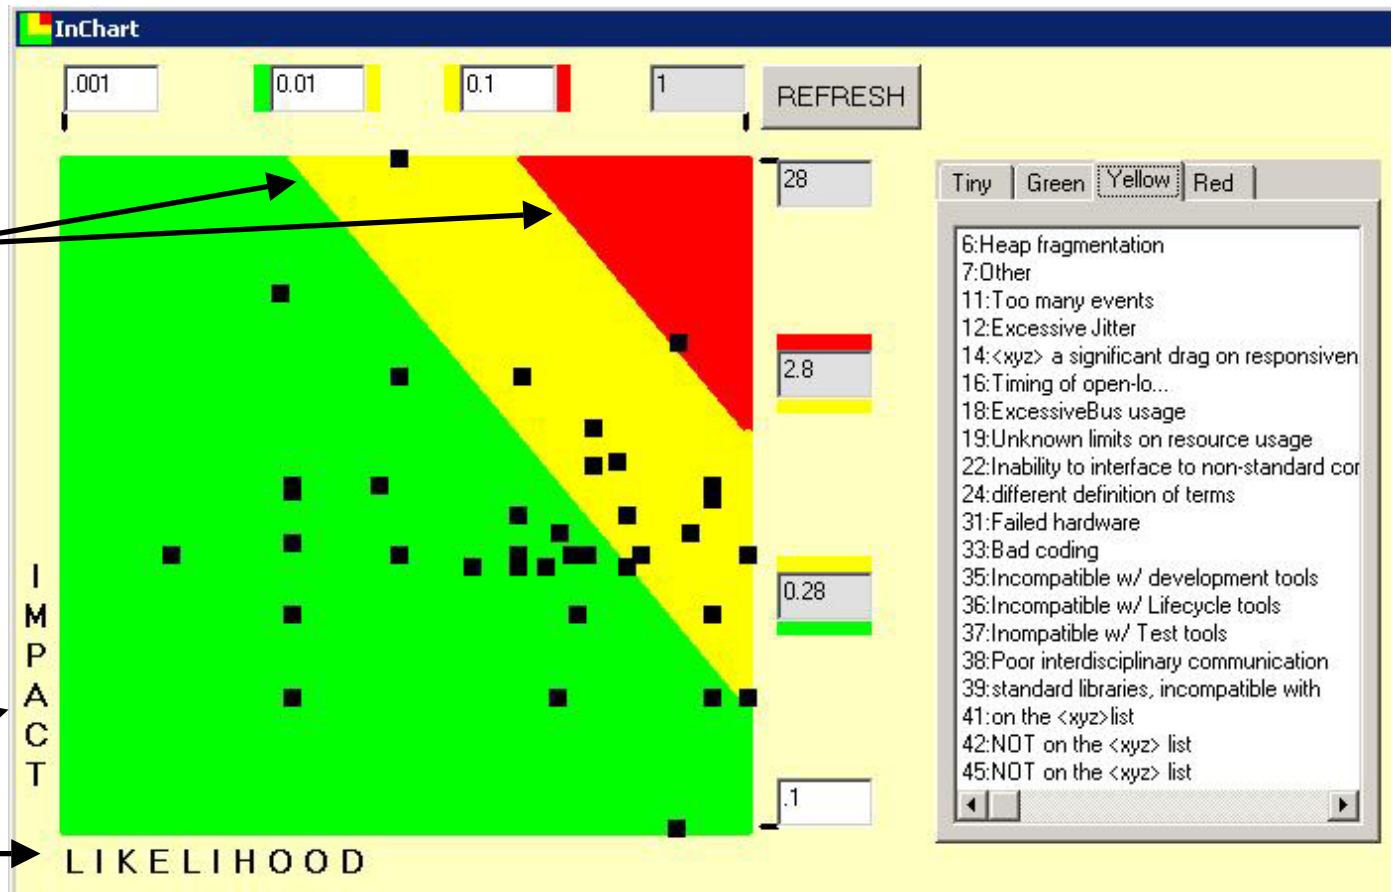 InChart
.001 0.01 0.1 1 REFRESH
28
2.8
0.28
.1
Tiny Green Yellow Red
6:Heap fragmentation
7:Other
11:Too many events
12:Excessive Jitter
14:<xyz> a significant drag on responsiven
16:Timing of open-lo...
18:ExcessiveBus usage
19:Unknown limits on resource usage
22:Inability to interface to non-standard cor
24:different definition of terms
31:Failed hardware
33:Bad coding
35:Incompatible w/ development tools
36:Incompatible w/ Lifecycle tools
37:Inompatible w/ Test tools
38:Poor interdisciplinary communication
39:standard libraries, incompatible with
41:on the <xyz>list
42:NOT on the <xyz> list
45:NOT on the <xyz> list
IMPACT
LIKELIHOOD